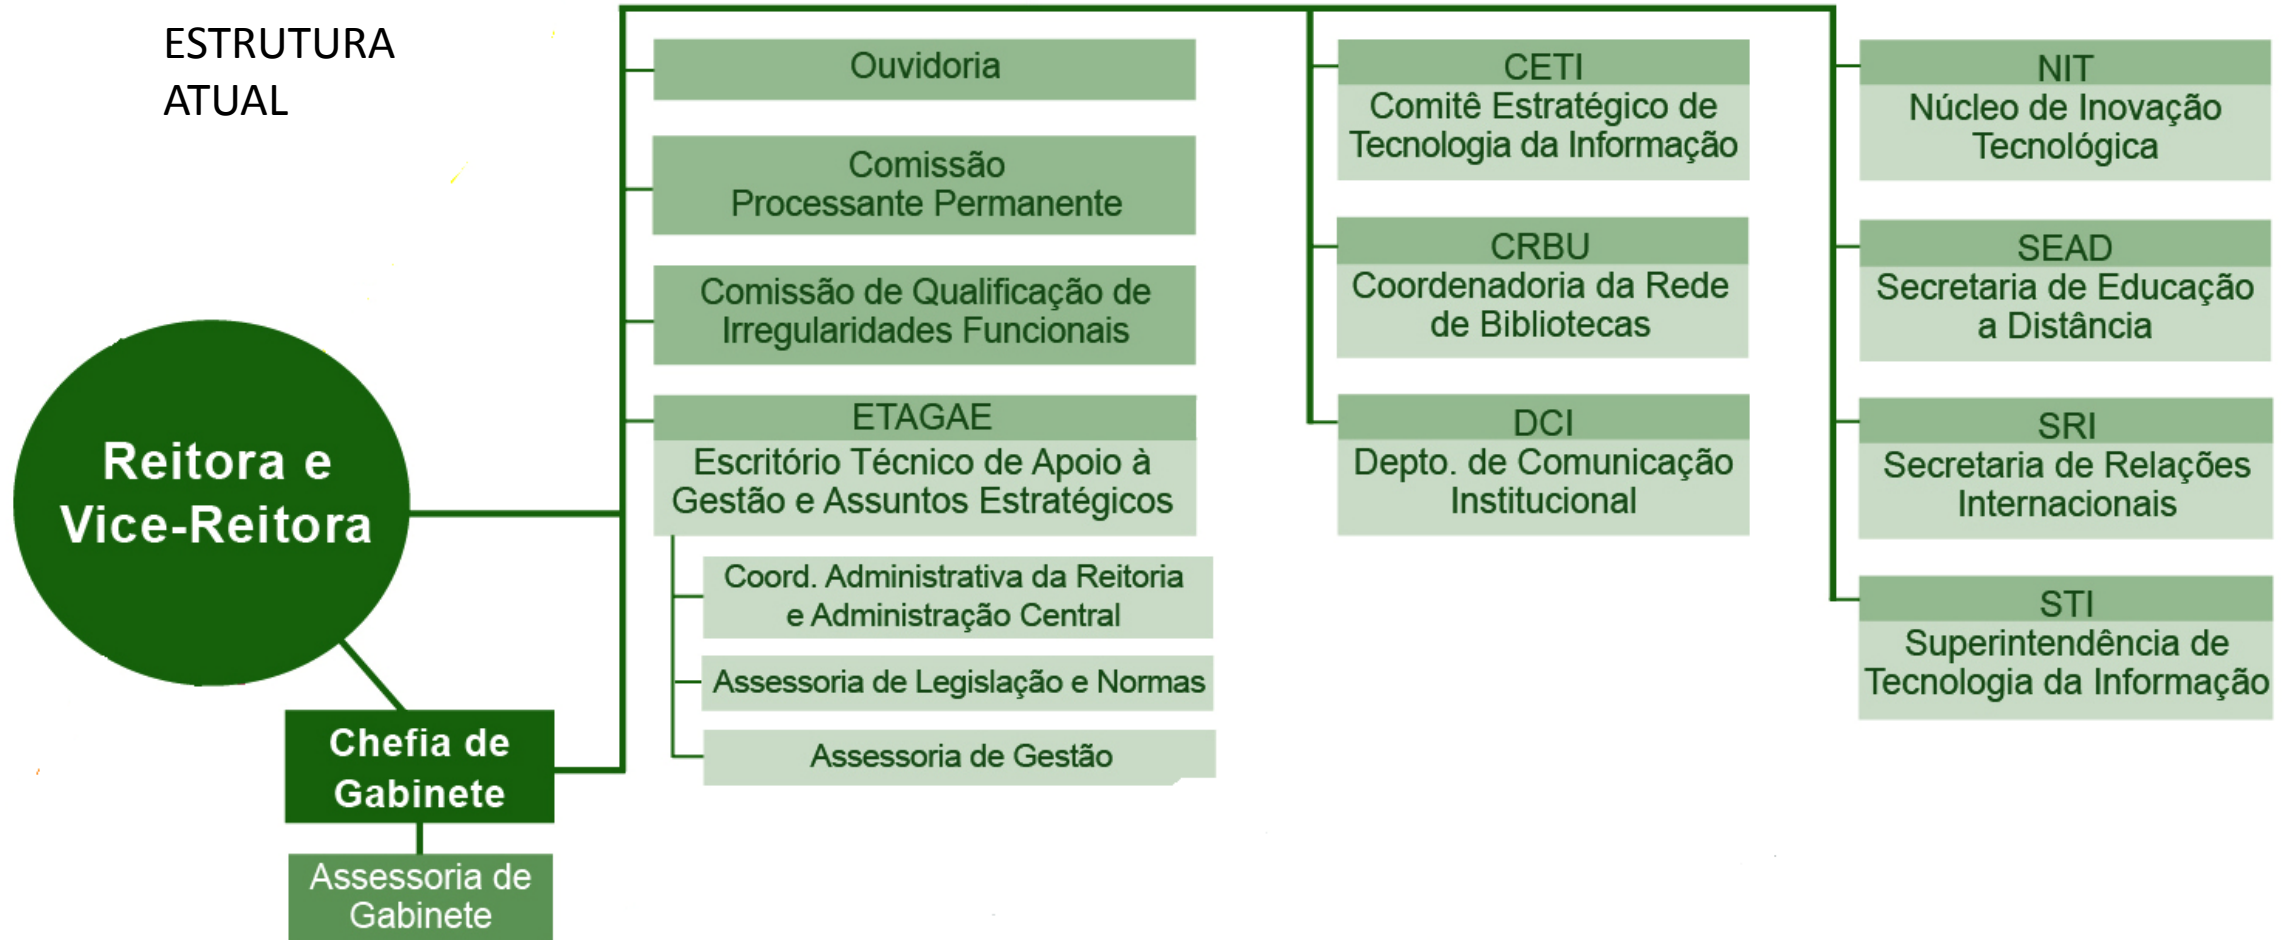 ESTRUTURA
ATUAL
Reitora e
Vice-Reitora
Chefia de
Gabinete
Assessoria de
Gabinete
Ouvidoria
Comissão
Processante Permanente
Comissão de Qualificação de
Irregularidades Funcionais
ETAGAE
Escritório Técnico de Apoio à
Gestão e Assuntos Estratégicos
Coord. Administrativa da Reitoria
e Administração Central
Assessoria de Legislação e Normas
Assessoria de Gestão
CETI
Comitê Estratégico de
Tecnologia da Informação
CRBU
Coordenadoria da Rede
de Bibliotecas
DCI
Depto. de Comunicação
Institucional
NIT
Núcleo de Inovação
Tecnológica
SEAD
Secretaria de Educação
a Distância
SRI
Secretaria de Relações
Internacionais
STI
Superintendência de
Tecnologia da Informação